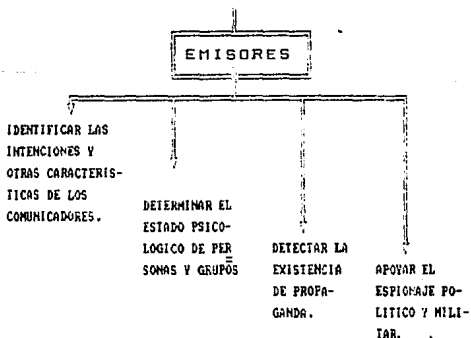 EMISORES
IDENTIFICAR LAS
INTENCIONES Y
OTRAS CARACTERIS-
TICAS DE LOS
COMUNICADORES.
DETERMINAR EL
ESTADO PSICO-
LOGICO DE PER
SONAS Y GRUPOS
DETECTAR LA
EXISTENCIA
DE PROPA-
GANDA.
APOYAR EL
ESPIONAJE PO-
LITICO Y MILI-
TAR.